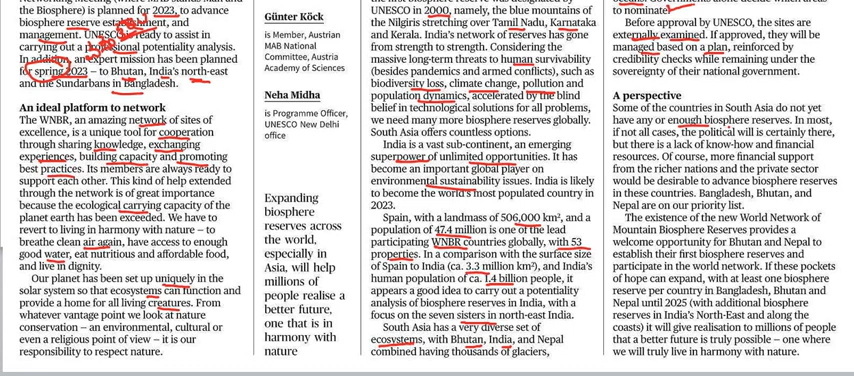 the Biosphere) is planned for 2023, to advance
biosphere reserve establishment, and
management. UNESCO is ready to assist in
carrying out a professional potentiality analysis.
In addition, an expert mission has been planned
for spring 2023 – to Bhutan, India's north-east
and the Sundarbans in Bangladesh.
An ideal platform to network
The WNBR, an amazing network of sites of
excellence, is a unique tool for cooperation
through sharing knowledge, exchanging
experiences, building capacity and promoting
best practices. Its members are always ready to
support each other. This kind of help extended
through the network is of great importance
because the ecological carrying capacity of the
planet earth has been exceeded. We have to
revert to living in harmony with nature – to
breathe clean air again, have access to enough
good water, eat nutritious and affordable food,
and live in dignity.
Our planet has been set up uniquely in the
solar system so that ecosystems can function and
provide a home for all living creatures. From
whatever vantage point we look at nature
conservation – an environmental, cultural or
even a religious point of view – it is our
responsibility to respect nature.
Günter Köck
is Member, Austrian
MAB National
Committee, Austria
Academy of Sciences
Neha Midha
is Programme Officer,
UNESCO New Delhi
office
Expanding
biosphere
reserves across
the world,
especially in
Asia, will help
millions of
people realise a
better future,
one that is in
harmony with
nature
UNESCO in 2000, namely, the blue mountains of
the Nilgiris stretching over Tamil Nadu, Karnataka
and Kerala. India's network of reserves has gone
from strength to strength. Considering the
massive long-term threats to human survivability
(besides pandemics and armed conflicts), such as
biodiversity loss, climate change, pollution and
population dynamics, accelerated by the blind
belief in technological solutions for all problems,
we need many more biosphere reserves globally.
South Asia offers countless options.
India is a vast sub-continent, an emerging
superpower of unlimited opportunities. It has
become an important global player on
environmental sustainability issues. India is likely
to become the world's most populated country in
2023.
Spain, with a landmass of 506,000 km², and a
population of 47.4 million is one of the lead
participating WNBR countries globally, with 53
properties. In a comparison with the surface size
of Spain to India (ca. 3.3 million km²), and India's
human population of ca. 1.4 billion people, it
appears a good idea to carry out a potentiality
analysis of biosphere reserves in India, with a
focus on the seven sisters in north-east India.
South Asia has a very diverse set of
ecosystems, with Bhutan, India, and Nepal
combined having thousands of glaciers,
to nominate.
Before approval by UNESCO, the sites are
externally examined. If approved, they will be
managed based on a plan, reinforced by
credibility checks while remaining under the
sovereignty of their national government.
A perspective
Some of the countries in South Asia do not yet
have any or enough biosphere reserves. In most,
if not all cases, the political will is certainly there,
but there is a lack of know-how and financial
resources. Of course, more financial support
from the richer nations and the private sector
would be desirable to advance biosphere reserves
in these countries. Bangladesh, Bhutan, and
Nepal are on our priority list.
The existence of the new World Network of
Mountain Biosphere Reserves provides a
welcome opportunity for Bhutan and Nepal to
establish their first biosphere reserves and
participate in the world network. If these pockets
of hope can expand, with at least one biosphere
reserve per country in Bangladesh, Bhutan and
Nepal until 2025 (with additional biosphere
reserves in India's North-East and along the
coasts) it will give realisation to millions of people
that a better future is truly possible – one where
we will truly live in harmony with nature.